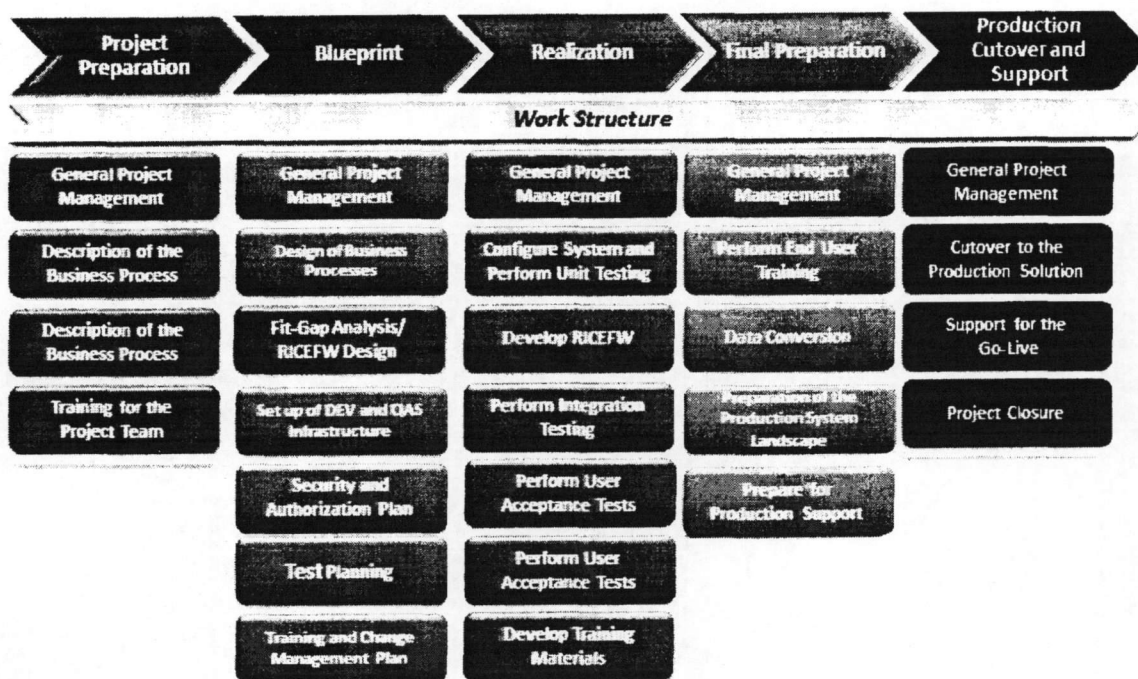 Project
Preparation
Blueprint
Realization
Final Preparation
Production
Cutover and
Support
Work Structure
General Project
Management
Description of the
Business Process
Description of the
Business Process
Training for the
Project Team
General Project
Management
Design of Business
Processes
Fit-Gap Analysis/
RICEFW Design
Set up of DEV and QAS
Infrastructure
Security and
Authorization Plan
Test Planning
Training and Change
Management Plan
General Project
Management
Configure System and
Perform Unit Testing
Develop RICEFW
Perform Integration
Testing
Perform User
Acceptance Tests
Perform User
Acceptance Tests
Develop Training
Materials
General Project
Management
Perform End User
Training
Data Conversion
Preparation of the
Production System
Landscape
Prepare for
Production Support
General Project
Management
Cutover to the
Production Solution
Support for the
Go-Live
Project Closure